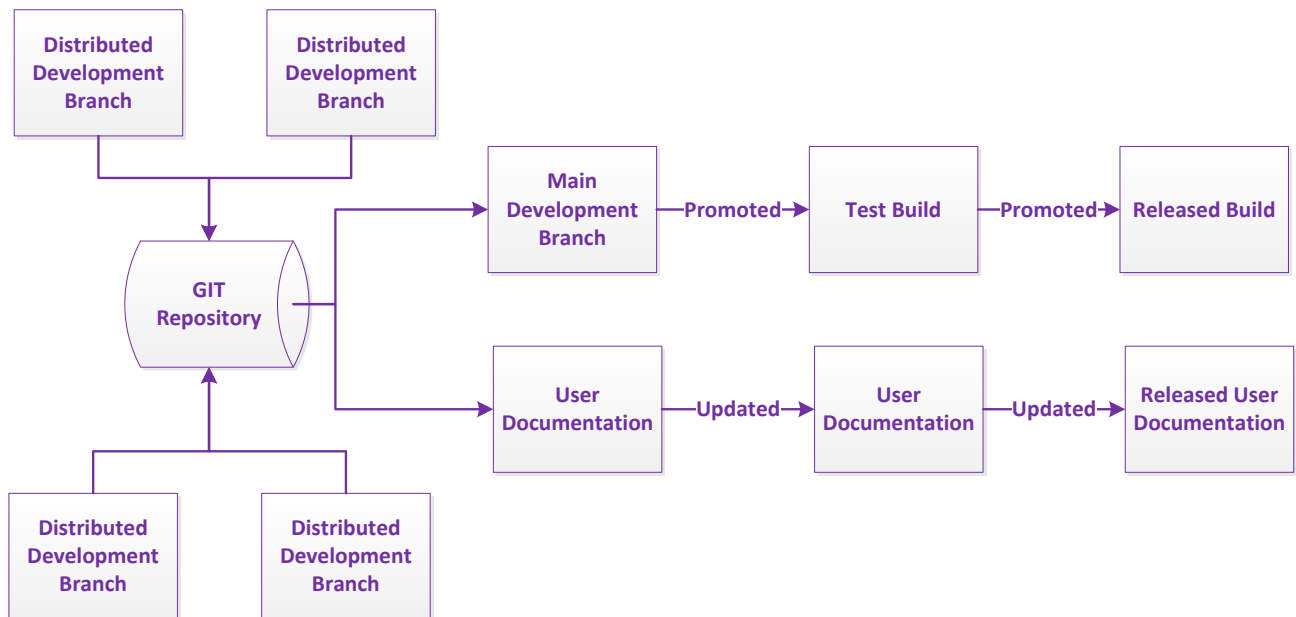 Distributed
Development
Branch
Distributed
Development
Branch
Main
Development
Branch
Promoted
Test Build
Promoted
Released Build
GIT
Repository
User
Documentation
Updated
User
Documentation
Updated
Released User
Documentation
Distributed
Development
Branch
Distributed
Development
Branch